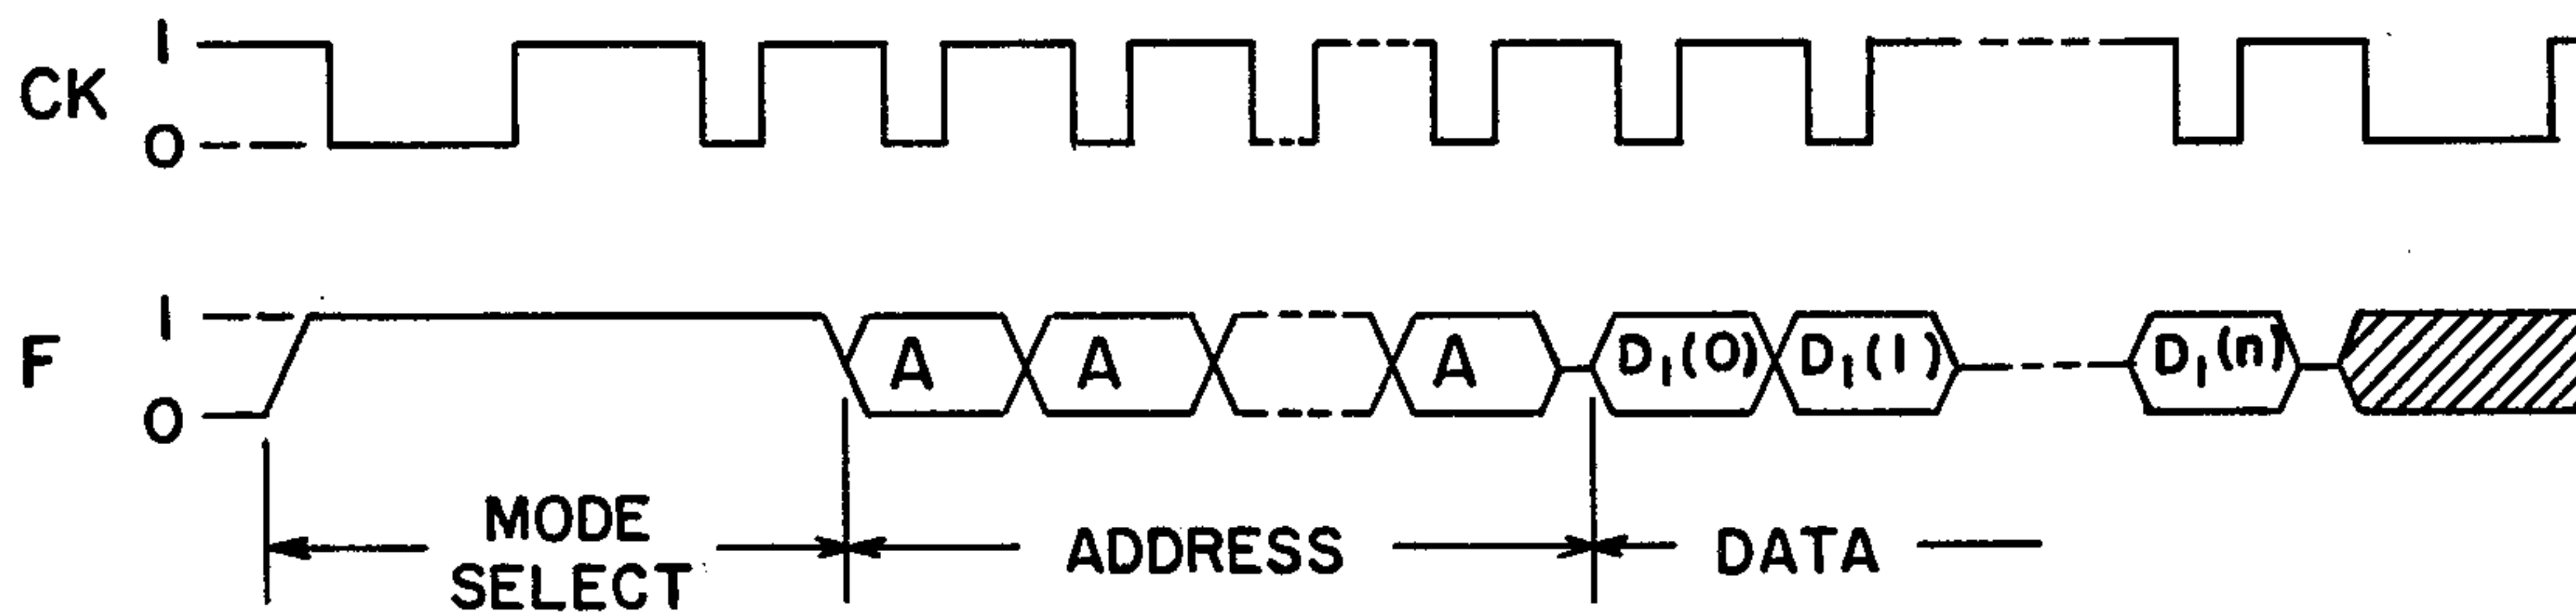 1
CK
0
1
F
0
A A A D₁(0) D₁(1) D₁(n)
MODE
SELECT
ADDRESS
DATA